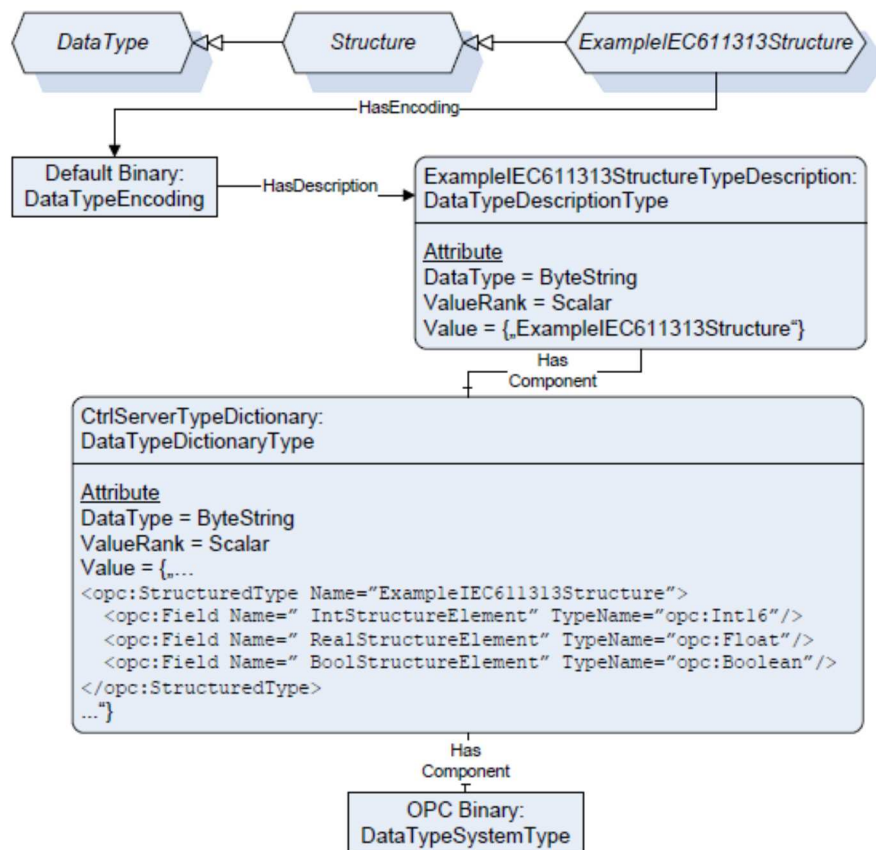 DataType
Structure
ExampleIEC611313Structure
HasEncoding
Default Binary:
DataTypeEncoding
HasDescription
ExampleIEC611313StructureTypeDescription:
DataTypeDescriptionType
Attribute
DataType = ByteString
ValueRank = Scalar
Value = {„ExampleIEC611313Structure“}
Has
Component
CtrlServerTypeDictionary:
DataTypeDictionaryType
Attribute
DataType = ByteString
ValueRank = Scalar
Value = {„…
<opc:StructuredType Name=”ExampleIEC611313Structure”>
<opc:Field Name=” IntStructureElement” TypeName=”opc:Int16”/>
<opc:Field Name=” RealStructureElement” TypeName=”opc:Float”/>
<opc:Field Name=” BoolStructureElement” TypeName=”opc:Boolean”/>
</opc:StructuredType>
…“}
Has
Component
OPC Binary:
DataTypeSystemType